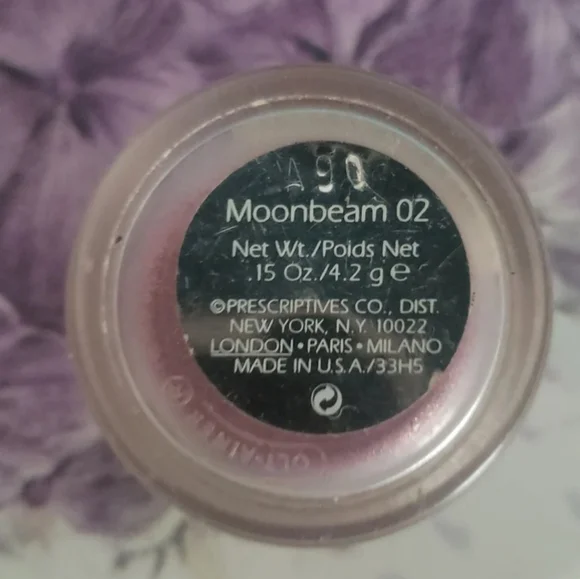 A90
Moonbeam 02
Net Wt./Poids Net
.15 Oz./4.2 g e
©PRESCRIPTIVES CO., DIST.
NEW YORK, N.Y. 10022
LONDON • PARIS • MILANO
MADE IN U.S.A./33H5